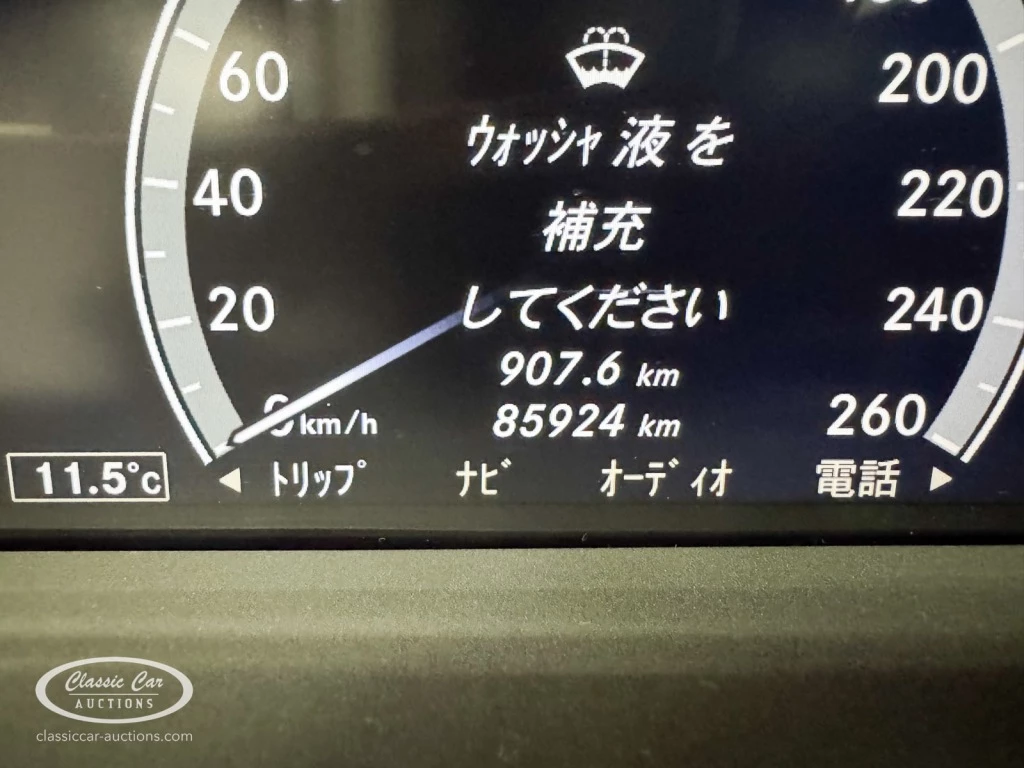 60
200
ウォッシャ 液 を
40
220
補充
20
してください
240
907.6 km
0 km/h
85924 km
260
11.5°C
◀ トリップ ナビ オーディオ 電話 ▶
Classic Car
AUCTIONS
classiccar-auctions.com